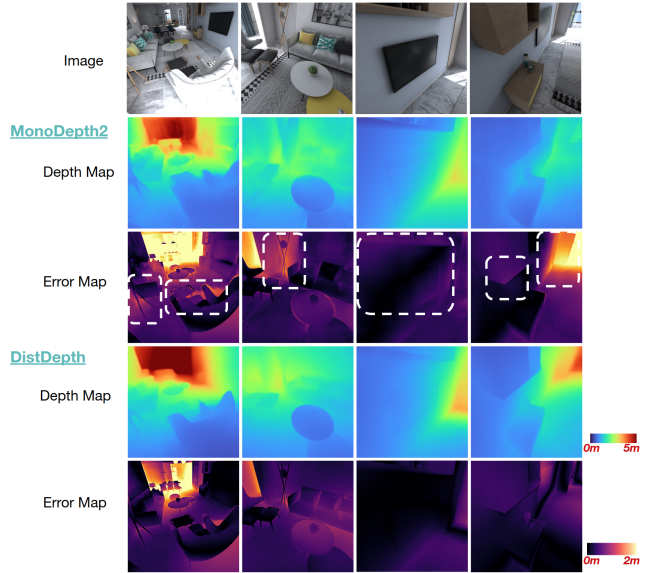 Image
MonoDepth2
Depth Map
Error Map
DistDepth
Depth Map
0m 5m
Error Map
0m 2m